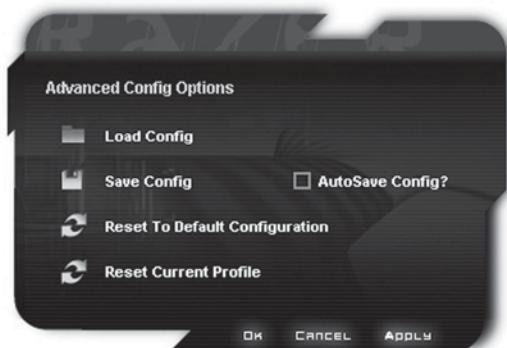 RAZER
Advanced Config Options
Load Config
Save Config
AutoSave Config?
Reset To Default Configuration
Reset Current Profile
OK CANCEL APPLY